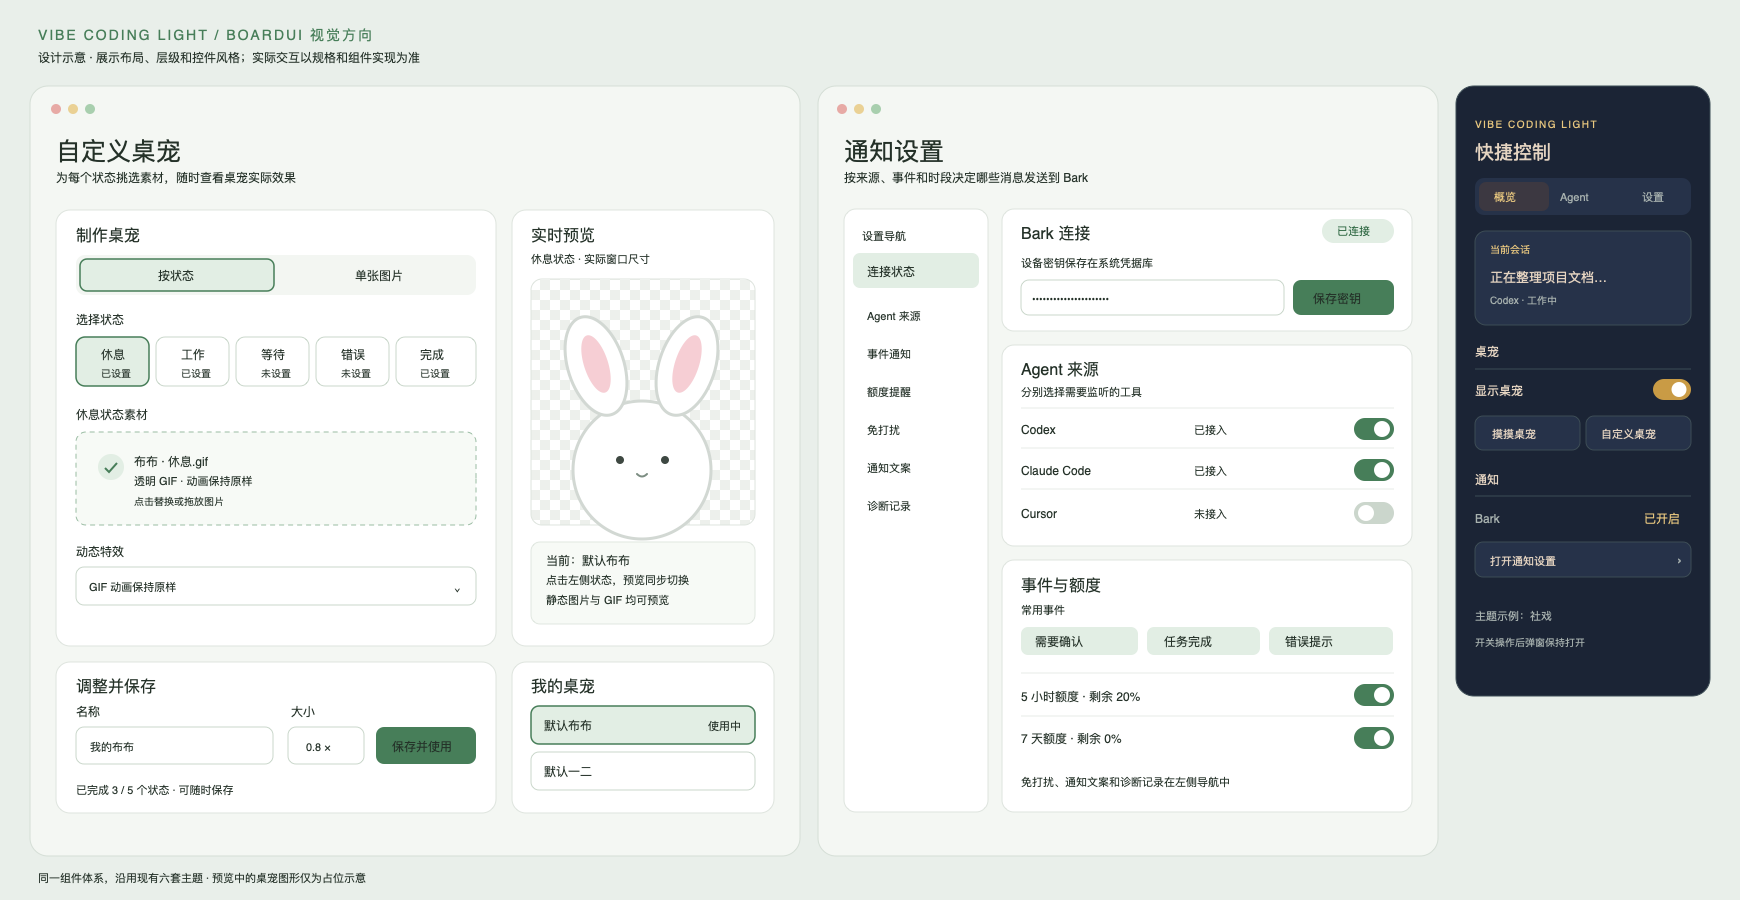 VIBE CODING LIGHT / BOARDUI 视觉方向
设计示意 · 展示布局、层级和控件风格；实际交互以规格和组件实现为准
自定义桌宠
为每个状态挑选素材，随时查看桌宠实际效果
制作桌宠
按状态
单张图片
选择状态
休息
已设置
工作
已设置
等待
未设置
错误
未设置
完成
已设置
休息状态素材
布布 · 休息.gif
透明 GIF · 动画保持原样
点击替换或拖放图片
动态特效
GIF 动画保持原样
实时预览
休息状态 · 实际窗口尺寸
当前：默认布布
点击左侧状态，预览同步切换
静态图片与 GIF 均可预览
调整并保存
名称
大小
我的布布
0.8 ×
保存并使用
已完成 3 / 5 个状态 · 可随时保存
我的桌宠
默认布布
使用中
默认一二
通知设置
按来源、事件和时段决定哪些消息发送到 Bark
设置导航
连接状态
Agent 来源
事件通知
额度提醒
免打扰
通知文案
诊断记录
Bark 连接
已连接
设备密钥保存在系统凭据库
••••••••••••••••••••••
保存密钥
Agent 来源
分别选择需要监听的工具
Codex
已接入
Claude Code
已接入
Cursor
未接入
事件与额度
常用事件
需要确认
任务完成
错误提示
5 小时额度 · 剩余 20%
7 天额度 · 剩余 0%
免打扰、通知文案和诊断记录在左侧导航中
VIBE CODING LIGHT
快捷控制
概览
Agent
设置
当前会话
正在整理项目文档...
Codex · 工作中
桌宠
显示桌宠
摸摸桌宠
自定义桌宠
通知
Bark
已开启
打开通知设置
›
主题示例：社戏
开关操作后弹窗保持打开
同一组件体系，沿用现有六套主题 · 预览中的桌宠图形仅为占位示意